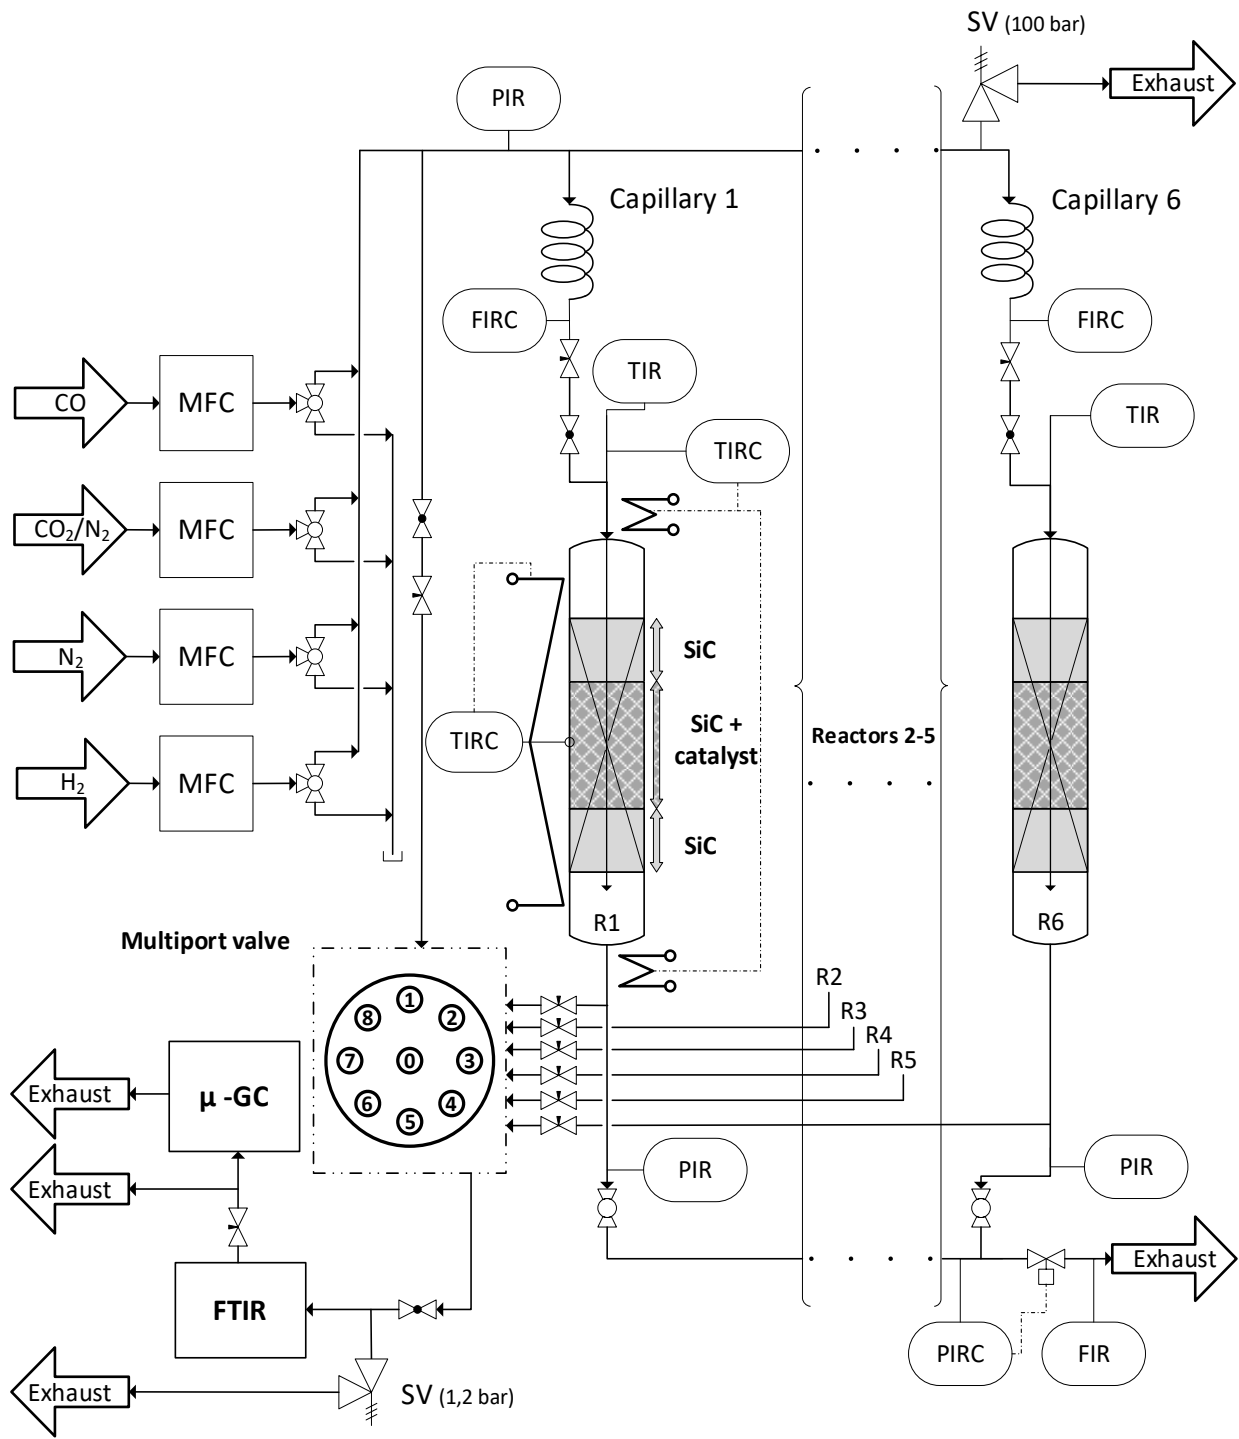 SV (100 bar)
Exhaust
PIR
Capillary 1
Capillary 6
FIRC
FIRC
TIR
TIR
TIRC
CO
MFC
CO2/N2
MFC
N2
MFC
H2
MFC
SiC
SiC +
catalyst
SiC
TIRC
Reactors 2-5
R1
R6
Multiport valve
R2
R3
R4
R5
1
2
3
4
5
6
7
8
0
µ -GC
Exhaust
Exhaust
PIR
PIR
FTIR
Exhaust
PIRC
FIR
Exhaust
SV (1,2 bar)